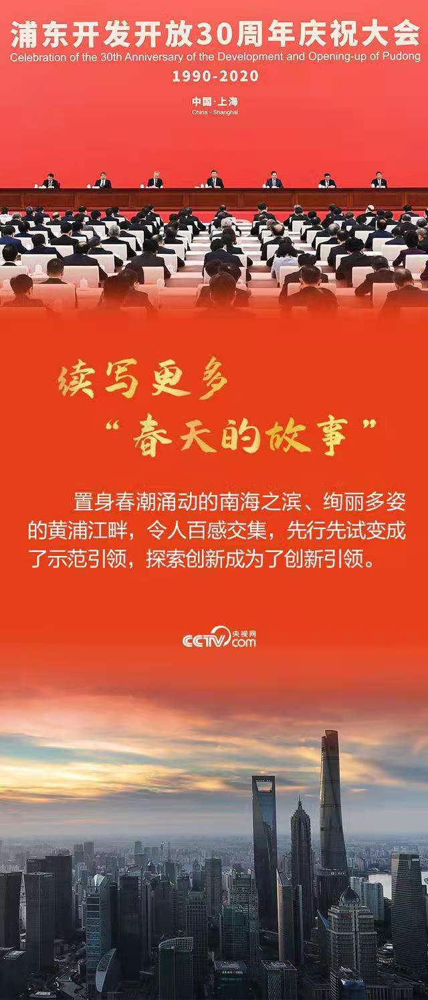 浦东开发开放30周年庆祝大会
Celebration of the 30th Anniversary of the Development and Opening-up of Pudong
1990-2020
中国·上海
China · Shanghai
续写更多
“春天的故事”
置身春潮涌动的南海之滨、绚丽多姿
的黄浦江畔，令人百感交集，先行先试变成
了示范引领，探索创新成为了创新引领。
CCTV央视网
com